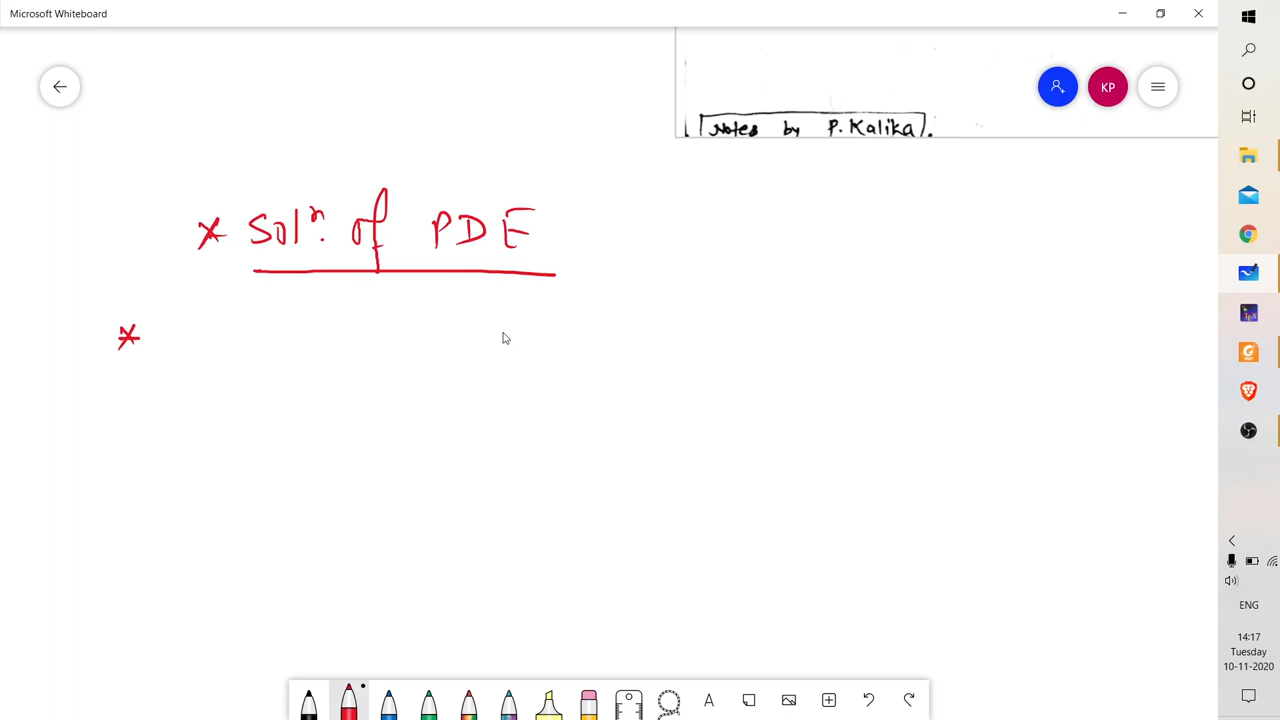 Microsoft Whiteboard
KP
Notes by P. Kalika.
* Solⁿ. of PDE
*
A
ENG
14:17
Tuesday
10-11-2020